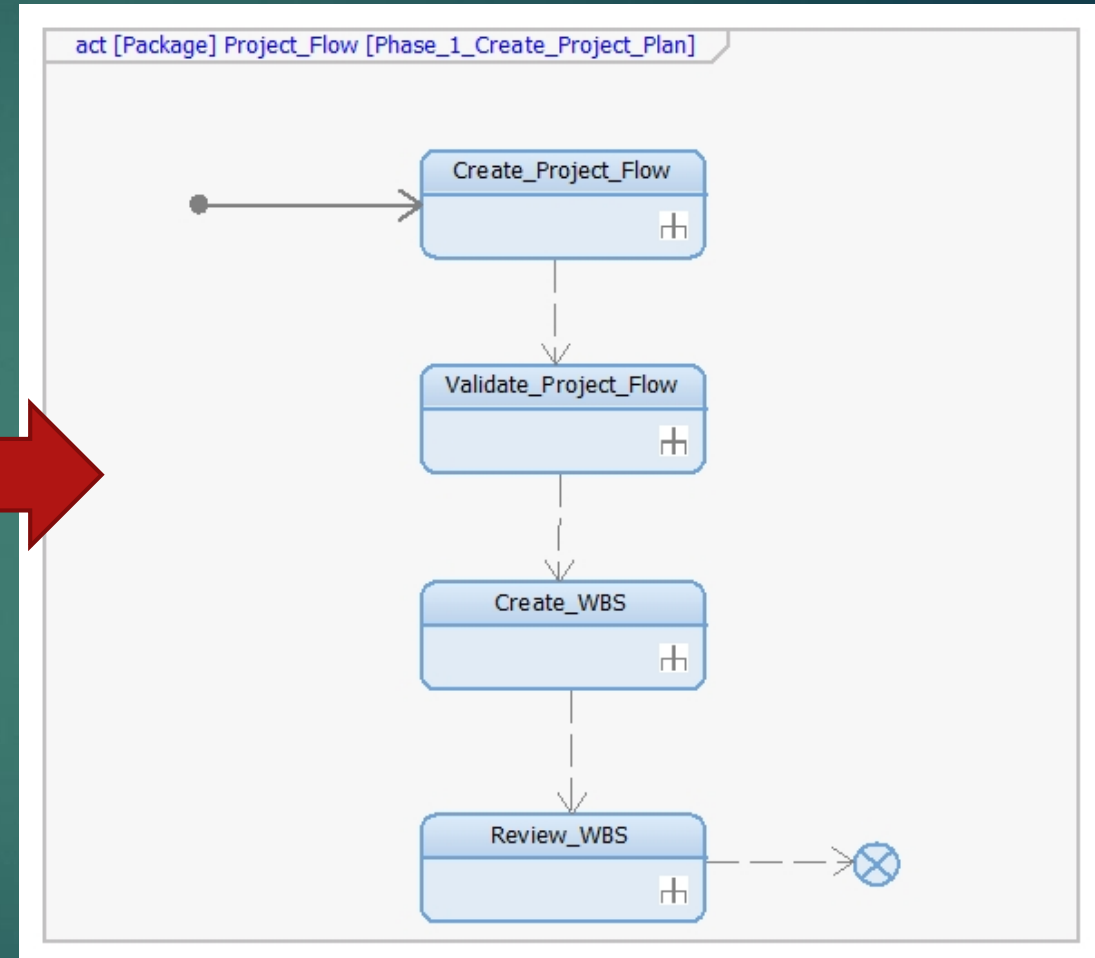 act [Package] Project_Flow [Phase_1_Create_Project_Plan]
Create_Project_Flow
Validate_Project_Flow
Create_WBS
Review_WBS